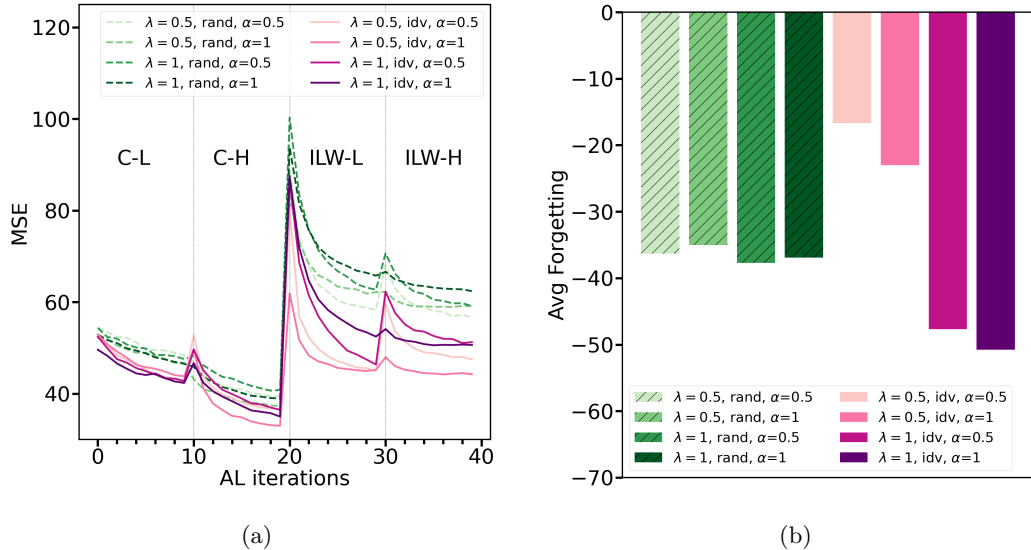 120
100
80
60
40
MSE
λ = 0.5, rand, α=0.5
λ = 0.5, rand, α=1
λ = 1, rand, α=0.5
λ = 1, rand, α=1
λ = 0.5, idv, α=0.5
λ = 0.5, idv, α=1
λ = 1, idv, α=0.5
λ = 1, idv, α=1
C-L
C-H
ILW-L
ILW-H
0
10
20
30
40
AL iterations
(a)
0
−10
−20
−30
−40
−50
−60
−70
Avg Forgetting
λ = 0.5, rand, α=0.5
λ = 0.5, rand, α=1
λ = 1, rand, α=0.5
λ = 1, rand, α=1
λ = 0.5, idv, α=0.5
λ = 0.5, idv, α=1
λ = 1, idv, α=0.5
λ = 1, idv, α=1
(b)